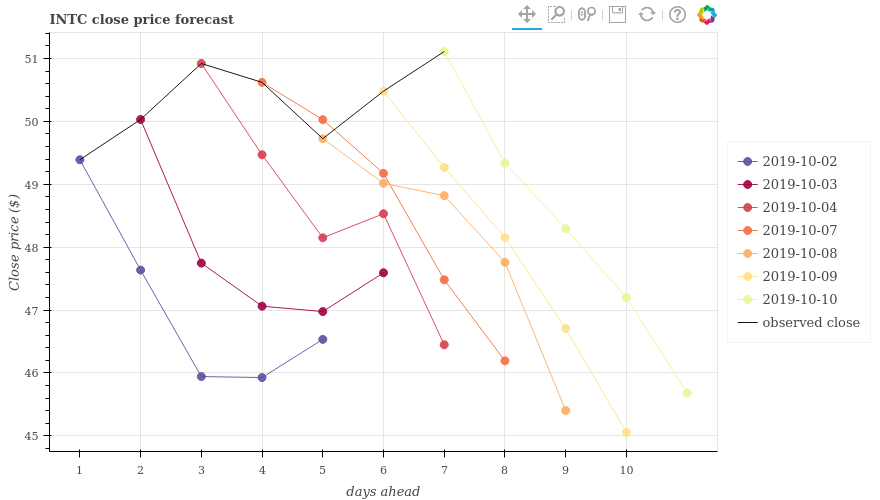 INTC close price forecast
51
50
49
48
47
46
45
Close price ($)
1 2 3 4 5 6 7 8 9 10
days ahead
2019-10-02
2019-10-03
2019-10-04
2019-10-07
2019-10-08
2019-10-09
2019-10-10
observed close